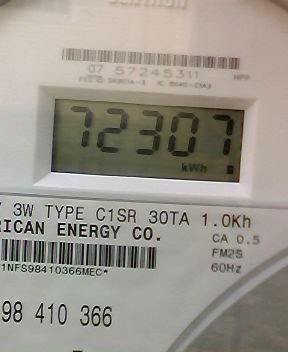 07 57245311 HPP
72307
kWh
3W TYPE C1SR 30TA 1.0Kh
RICAN ENERGY CO.
CA 0.5
FM2S
60Hz
1NFS98410366MEC*
98 410 366